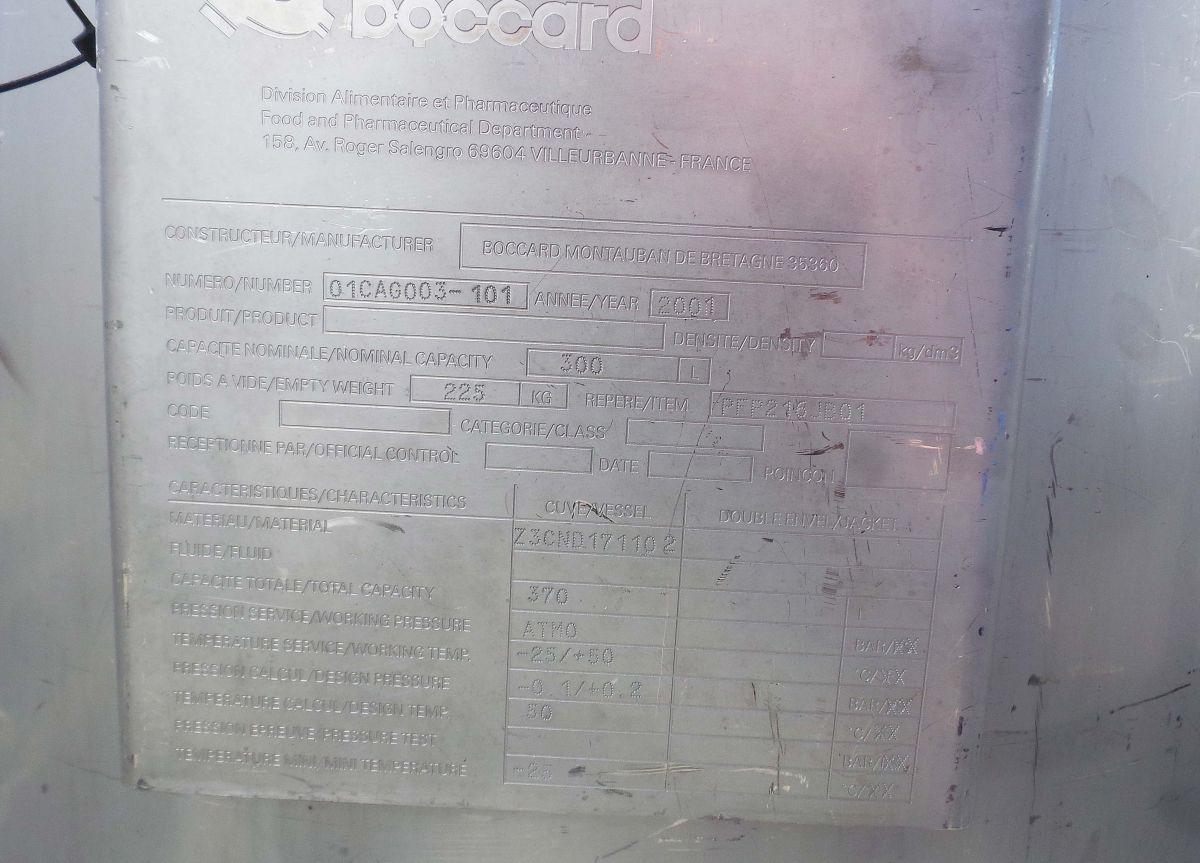 boccard
Division Alimentaire et Pharmaceutique
Food and Pharmaceutical Department
158, Av. Roger Salengro 69604 VILLEURBANNE - FRANCE
CONSTRUCTEUR/MANUFACTURER BOCCARD MONTAUBAN DE BRETAGNE 35360
NUMERO/NUMBER 01CAG003-101 ANNEE/YEAR 2001
PRODUIT/PRODUCT DENSITE/DENSITY kg/dm3
CAPACITE NOMINALE/NOMINAL CAPACITY 300 L
POIDS A VIDE/EMPTY WEIGHT 225 KG REPERE/ITEM
CODE CATEGORIE/CLASS
RECEPTIONNE PAR/OFFICIAL CONTROL DATE POINCON
CARACTERISTIQUES/CHARACTERISTICS CUVE/VESSEL DOUBLE ENVEL/JACKET
MATERIAU/MATERIAL
FLUIDE/FLUID
CAPACITE TOTALE/TOTAL CAPACITY 370 L
PRESSION SERVICE/WORKING PRESSURE ATMO BAR/XX
TEMPERATURE SERVICE/WORKING TEMP. -25/+50 °C/XX
PRESSION CALCUL/DESIGN PRESSURE -0.1/+0.2 BAR/XX
TEMPERATURE CALCUL/DESIGN TEMP. 50 °C/XX
PRESSION EPREUVE/PRESSURE TEST BAR/XX
TEMPERATURE MINI/MINI TEMPERATURE -25 °C/XX